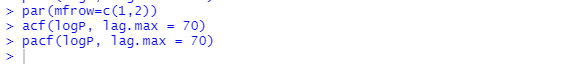 > par(mfrow=c(1,2))
> acf(logP, lag.max = 70)
> pacf(logP, lag.max = 70)
>